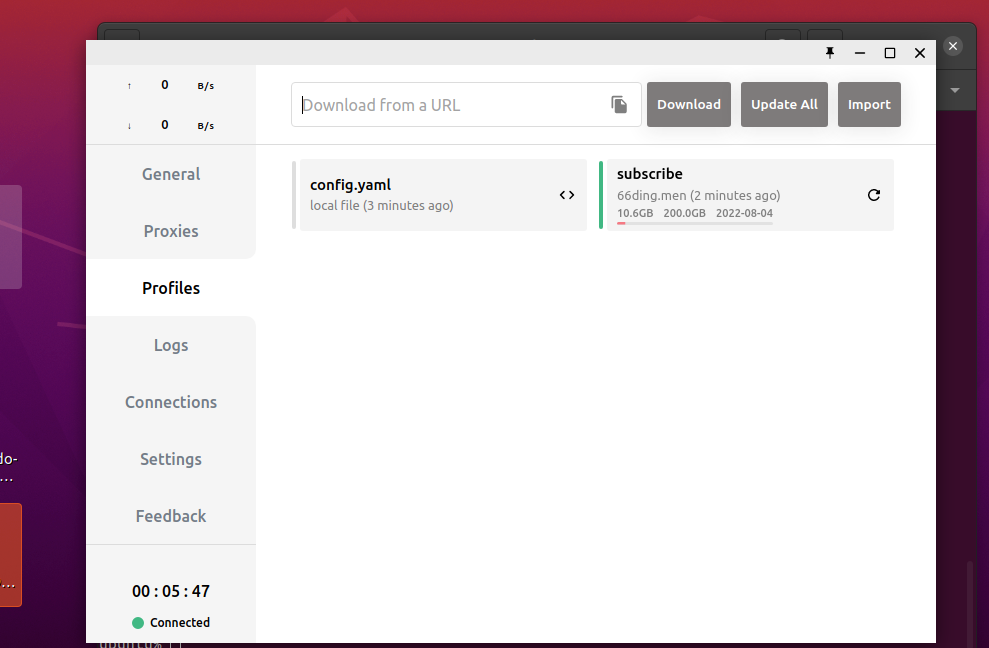 ↑ 0 B/s
↓ 0 B/s
Download from a URL
Download
Update All
Import
General
Proxies
Profiles
Logs
Connections
Settings
Feedback
config.yaml
local file (3 minutes ago)
<>
subscribe
66ding.men (2 minutes ago)
10.6GB 200.0GB 2022-08-04
00 : 05 : 47
Connected
do-
...
...